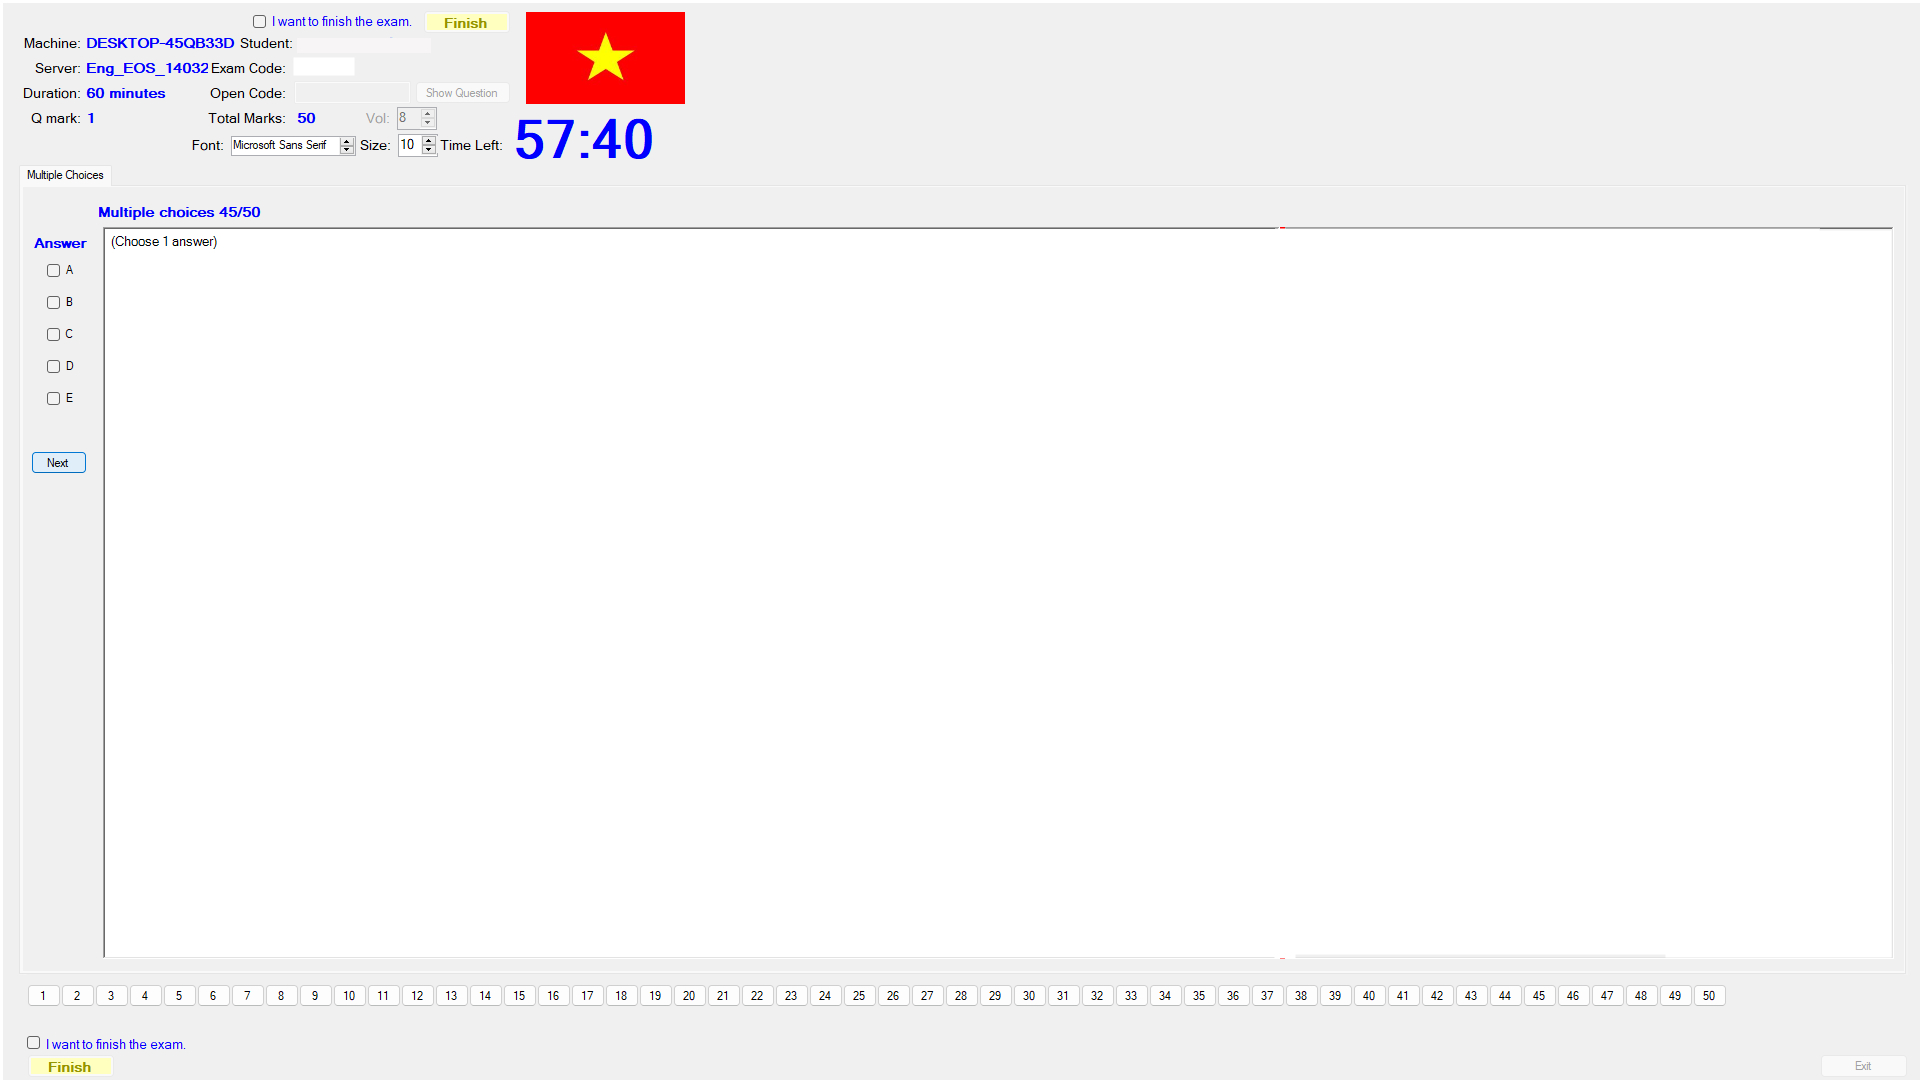 I want to finish the exam. Finish
Machine: DESKTOP-45QB33D Student:
Server: Eng_EOS_14032 Exam Code:
Duration: 60 minutes Open Code: Show Question
Q mark: 1 Total Marks: 50 Vol: 8
Font: Microsoft Sans Serif Size: 10 Time Left: 57:40
Multiple Choices
Multiple choices 45/50
Answer
(Choose 1 answer)
A
B
C
D
E
Next
1 2 3 4 5 6 7 8 9 10 11 12 13 14 15 16 17 18 19 20 21 22 23 24 25 26 27 28 29 30 31 32 33 34 35 36 37 38 39 40 41 42 43 44 45 46 47 48 49 50
I want to finish the exam.
Finish
Exit